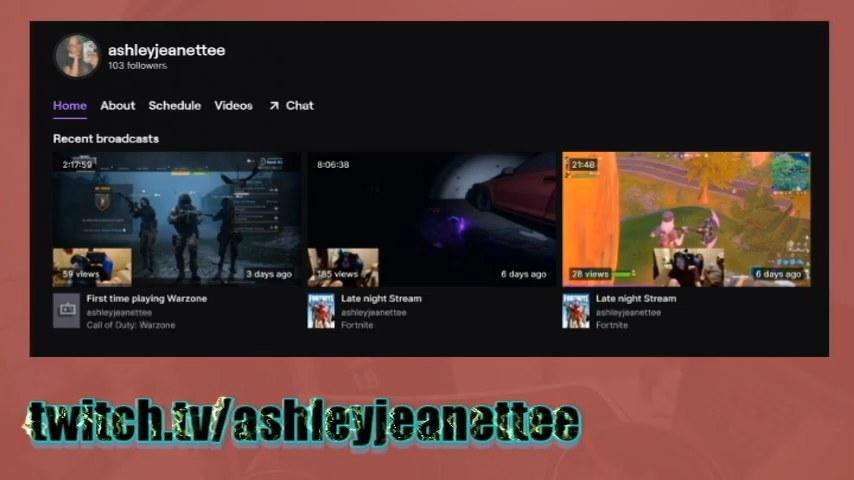 ashleyjeanettee
103 followers
Home About Schedule Videos Chat
Recent broadcasts
2:17:59 8:06:38 21:48
59 views 3 days ago 185 views 6 days ago 28 views 6 days ago
First time playing Warzone Late night Stream Late night Stream
ashleyjeanettee ashleyjeanettee ashleyjeanettee
Call of Duty: Warzone Fortnite Fortnite
twitch.tv/ashleyjeanettee